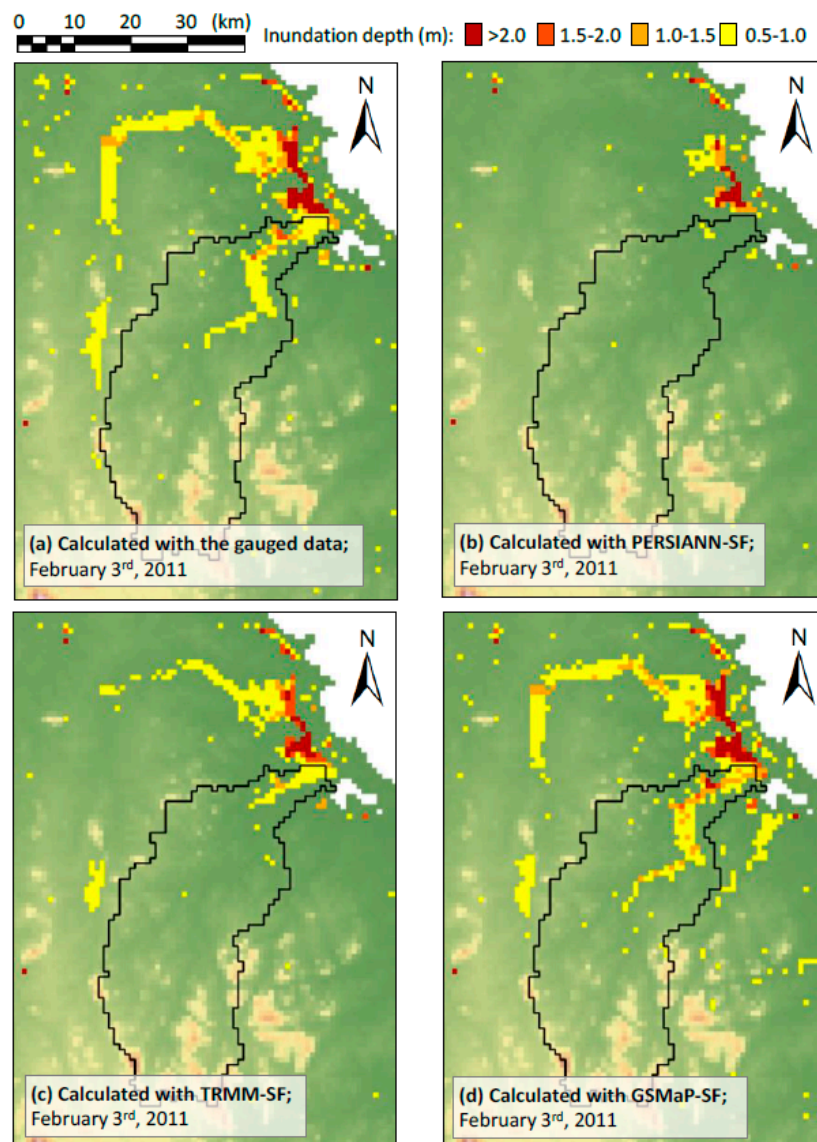 0 10 20 30 (km)
Inundation depth (m): >2.0 1.5-2.0 1.0-1.5 0.5-1.0
N
(a) Calculated with the gauged data;
February 3rd, 2011
N
(b) Calculated with PERSIANN-SF;
February 3rd, 2011
N
(c) Calculated with TRMM-SF;
February 3rd, 2011
N
(d) Calculated with GSMaP-SF;
February 3rd, 2011